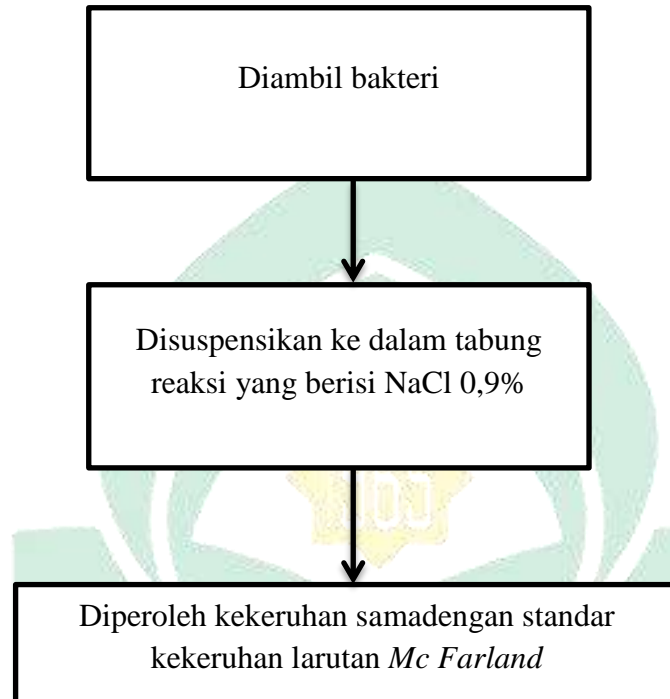 Diambil bakteri
Disuspensikan ke dalam tabung
reaksi yang berisi NaCl 0,9%
Diperoleh kekeruhan samadengan standar
kekeruhan larutan Mc Farland